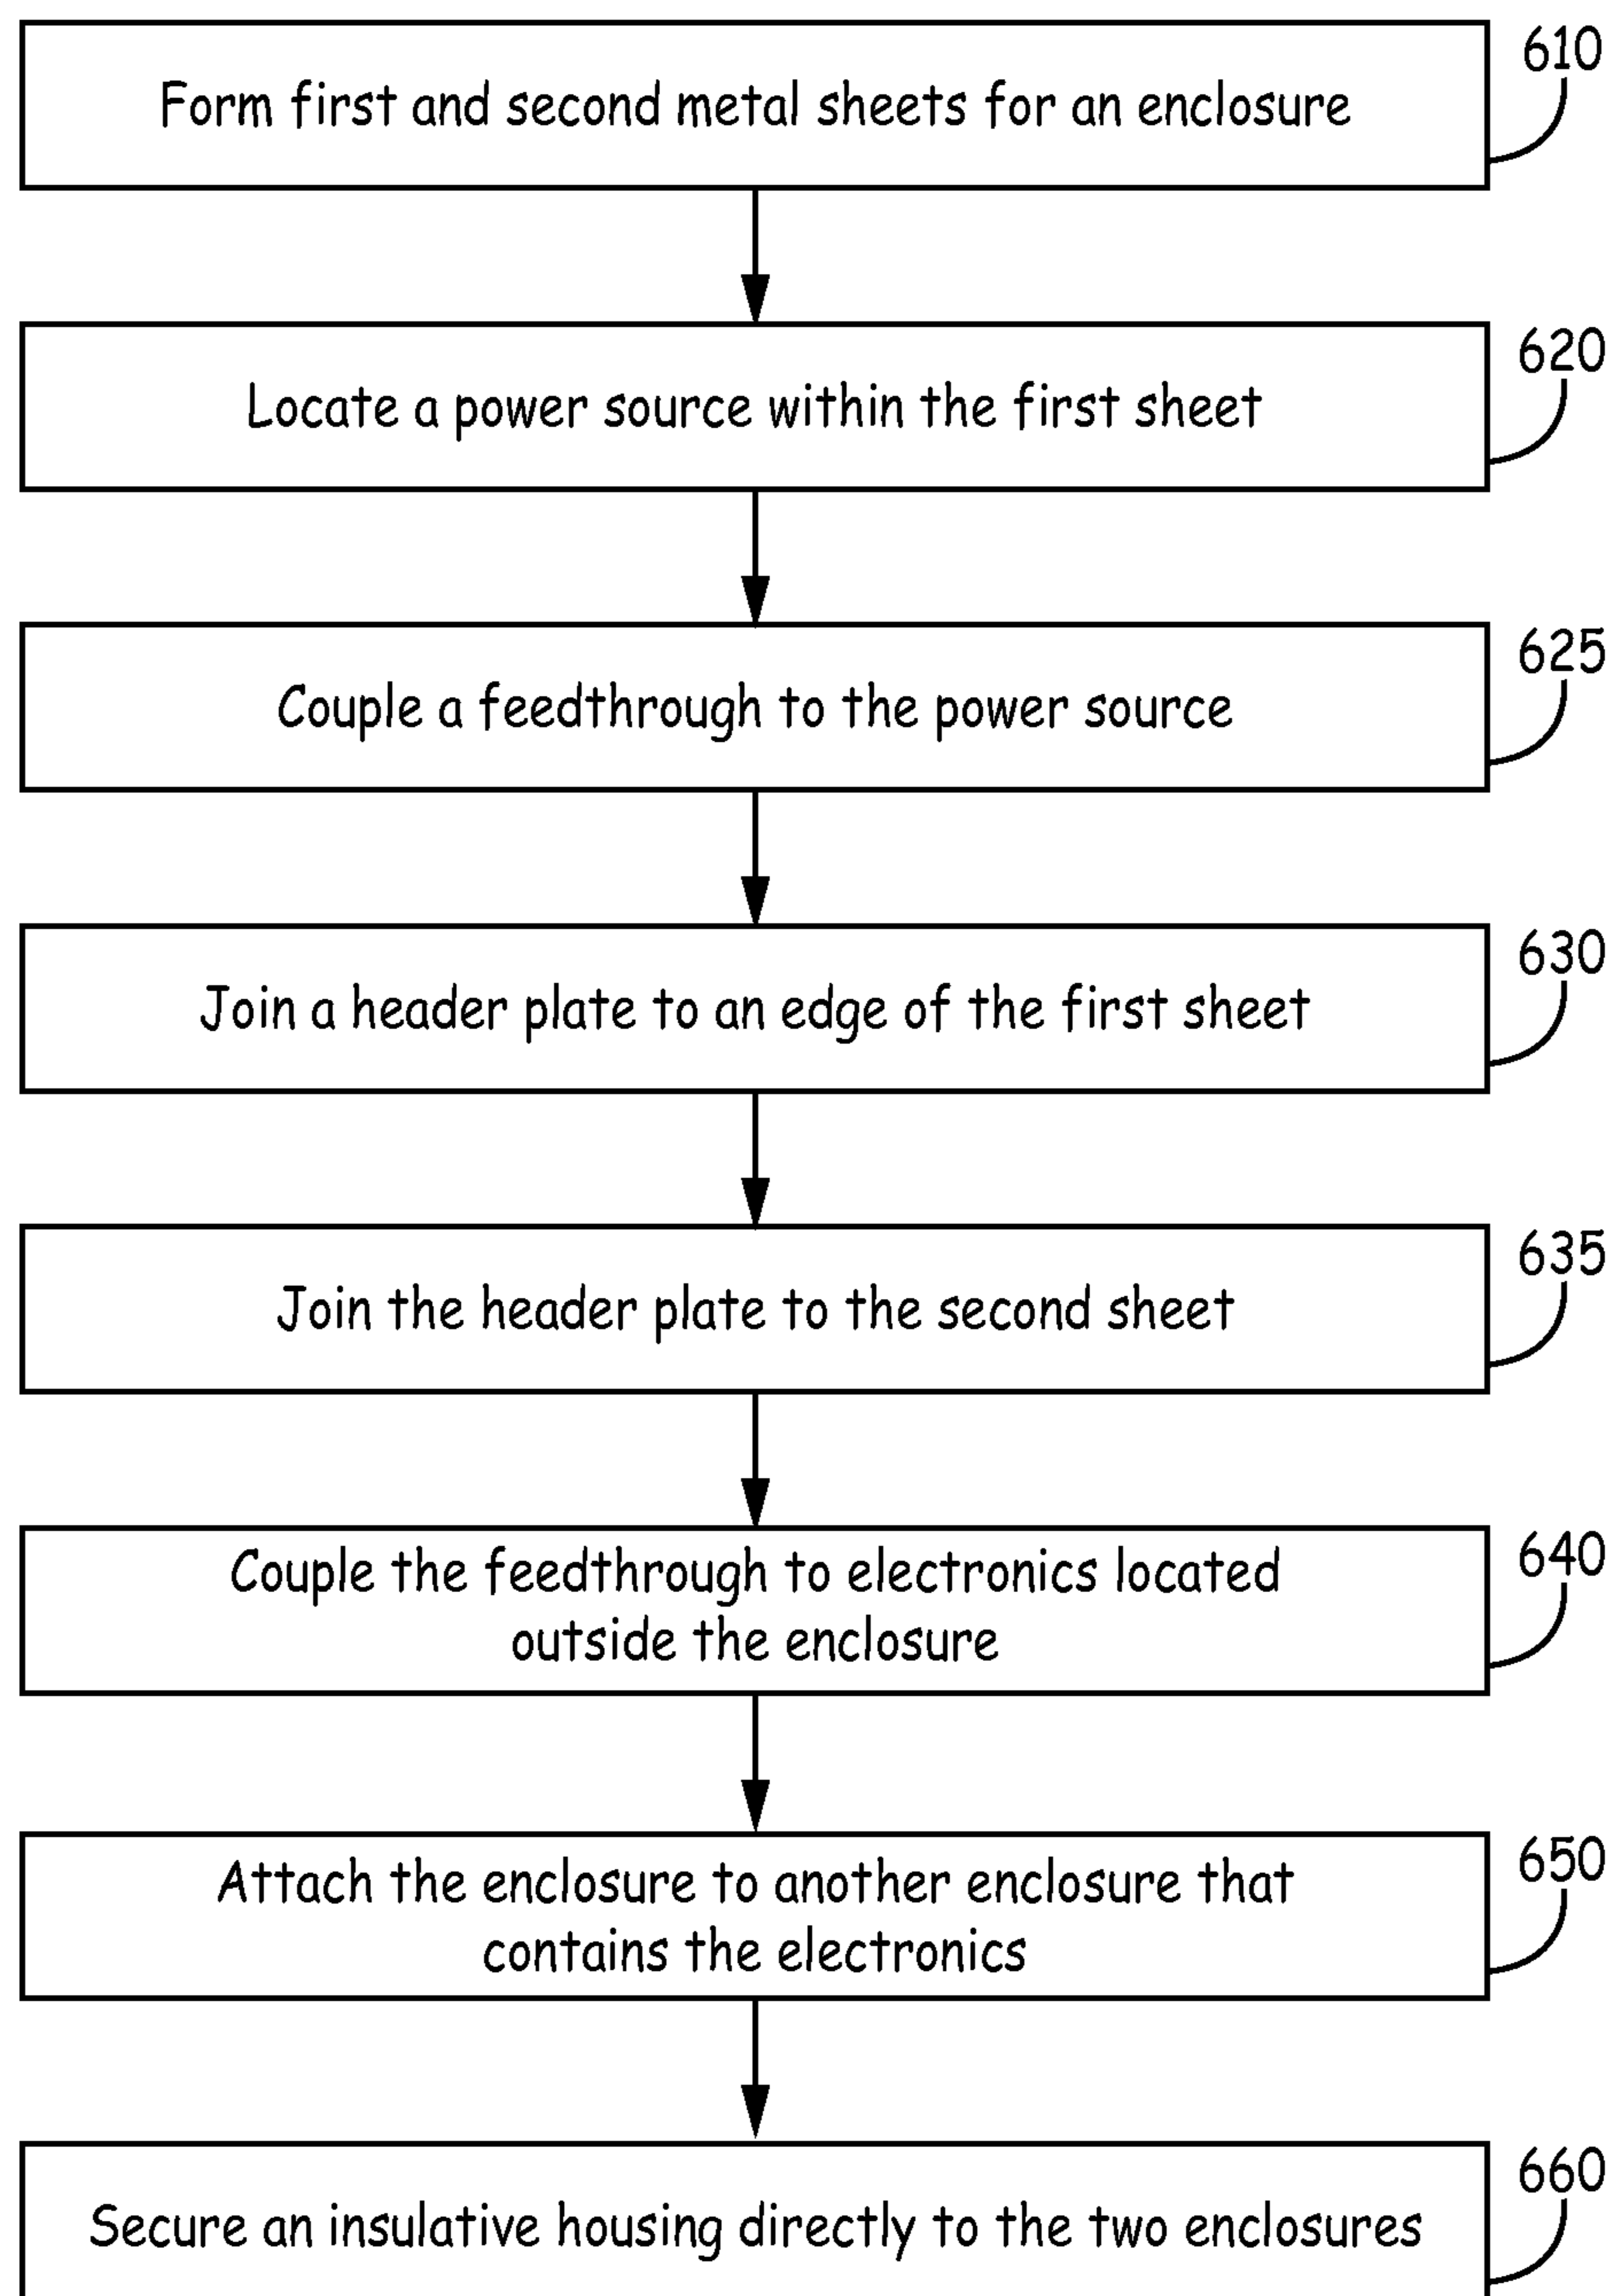 Form first and second metal sheets for an enclosure
610
Locate a power source within the first sheet
620
Couple a feedthrough to the power source
625
Join a header plate to an edge of the first sheet
630
Join the header plate to the second sheet
635
Couple the feedthrough to electronics located
outside the enclosure
640
Attach the enclosure to another enclosure that
contains the electronics
650
Secure an insulative housing directly to the two enclosures
660